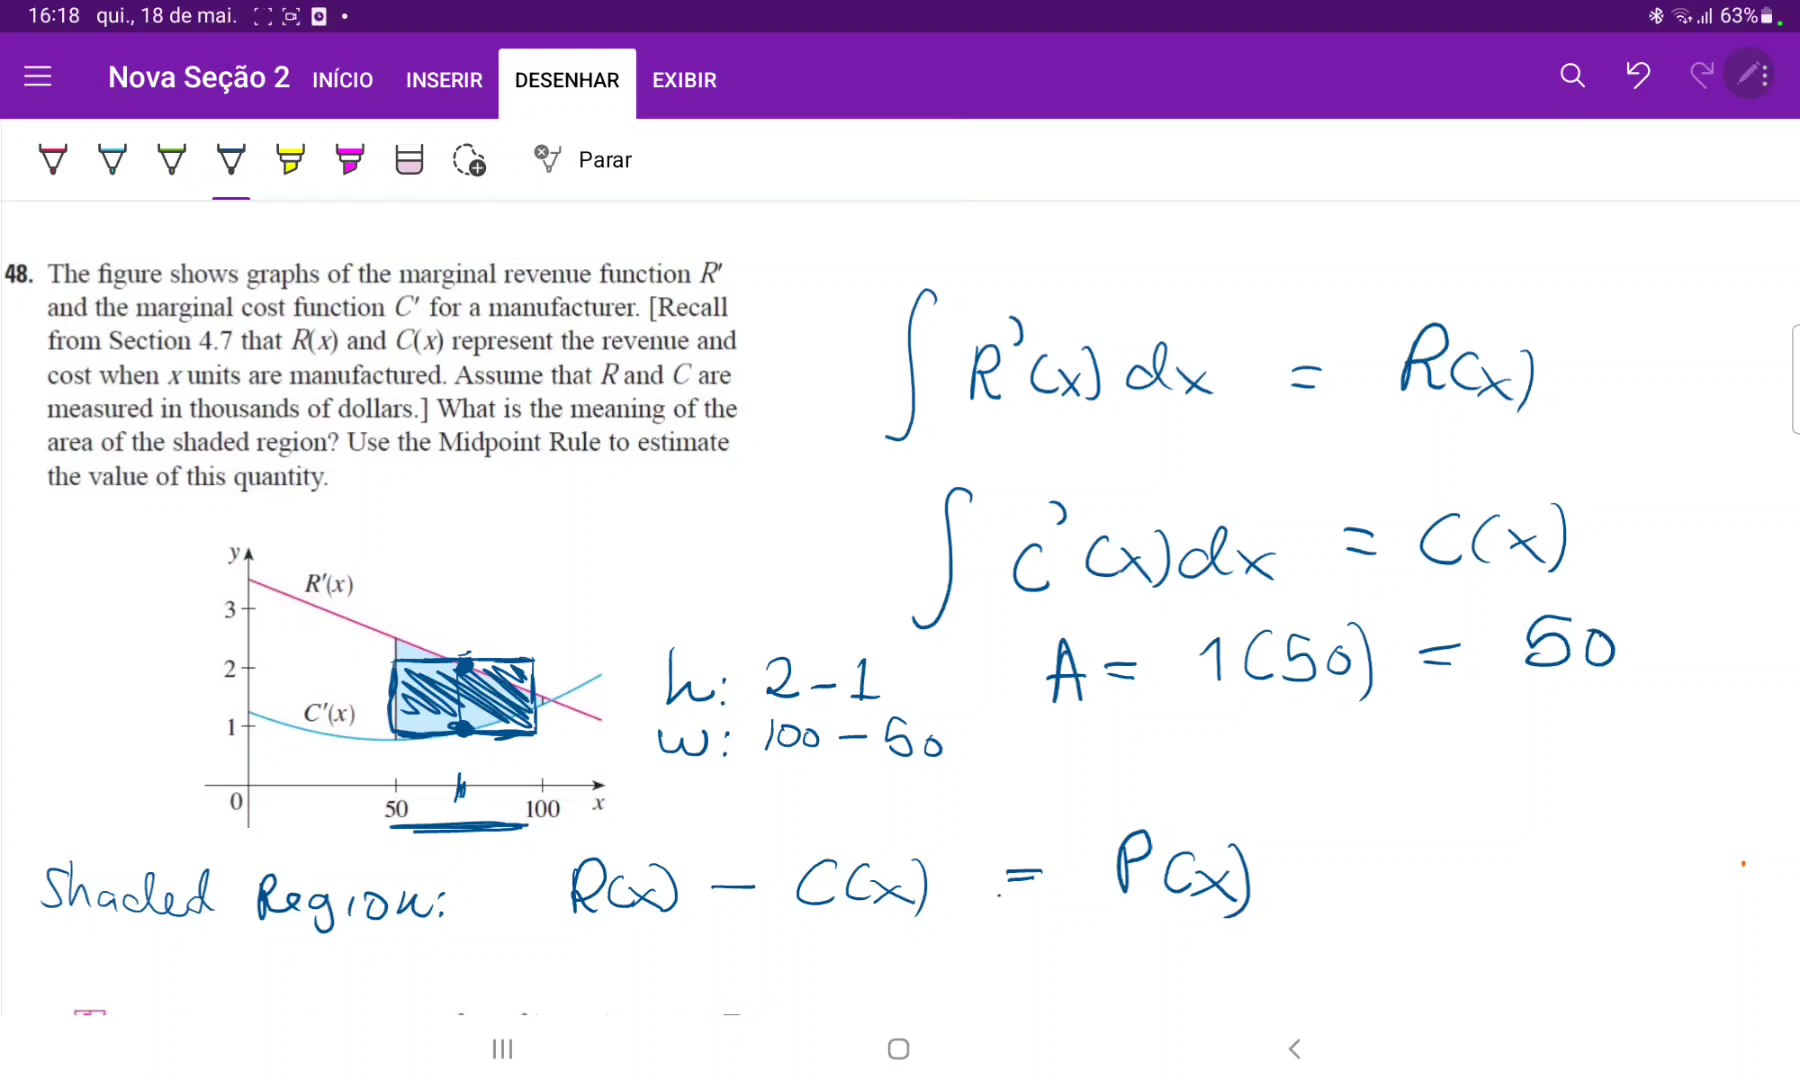 16:18 qui., 18 de mai. 63%
Nova Seção 2 INÍCIO INSERIR DESENHAR EXIBIR
Parar
48. The figure shows graphs of the marginal revenue function R′
and the marginal cost function C′ for a manufacturer. [Recall
from Section 4.7 that R(x) and C(x) represent the revenue and
cost when x units are manufactured. Assume that R and C are
measured in thousands of dollars.] What is the meaning of the
area of the shaded region? Use the Midpoint Rule to estimate
the value of this quantity.
∫ R'(x) dx = R(x)
∫ C'(x) dx = C(x)
A = 1(50) = 50
y
R′(x)
3
2
C′(x)
1
0 50 100 x
h: 2-1
w: 100-50
Shaded Region: R(x) - C(x) = P(x)